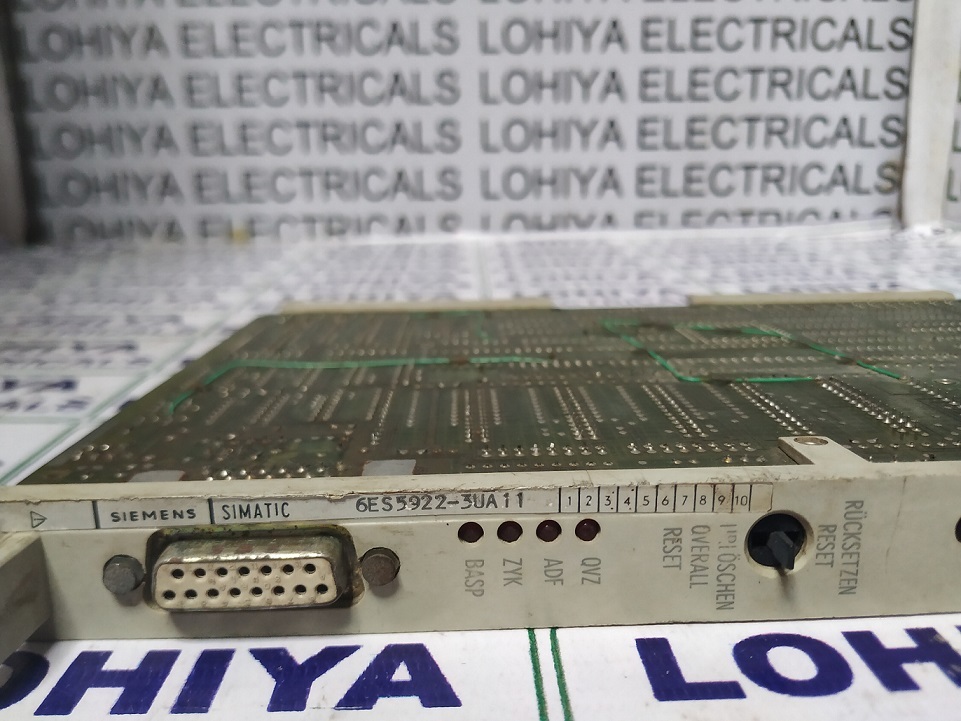 LOHIYA ELECTRICALS LOHIYA ELECTRICALS
LOHIYA ELECTRICALS LOHIYA ELECTRICALS
LOHIYA ELECTRICALS LOHIYA ELECTRICALS
LOHIYA ELECTRICALS LOHIYA ELECTRICALS
LOHIYA ELECTRICALS LOHIYA ELECTRICALS
SIEMENS SIMATIC 6ES5922-3UA11 1 2 3 4 5 6 7 8 9 10
BASP
ZYK
ADF
QVZ
RESET
OVERALL
LÖSCHEN
RESET
RÜCKSETZEN
LOHIYA LOH